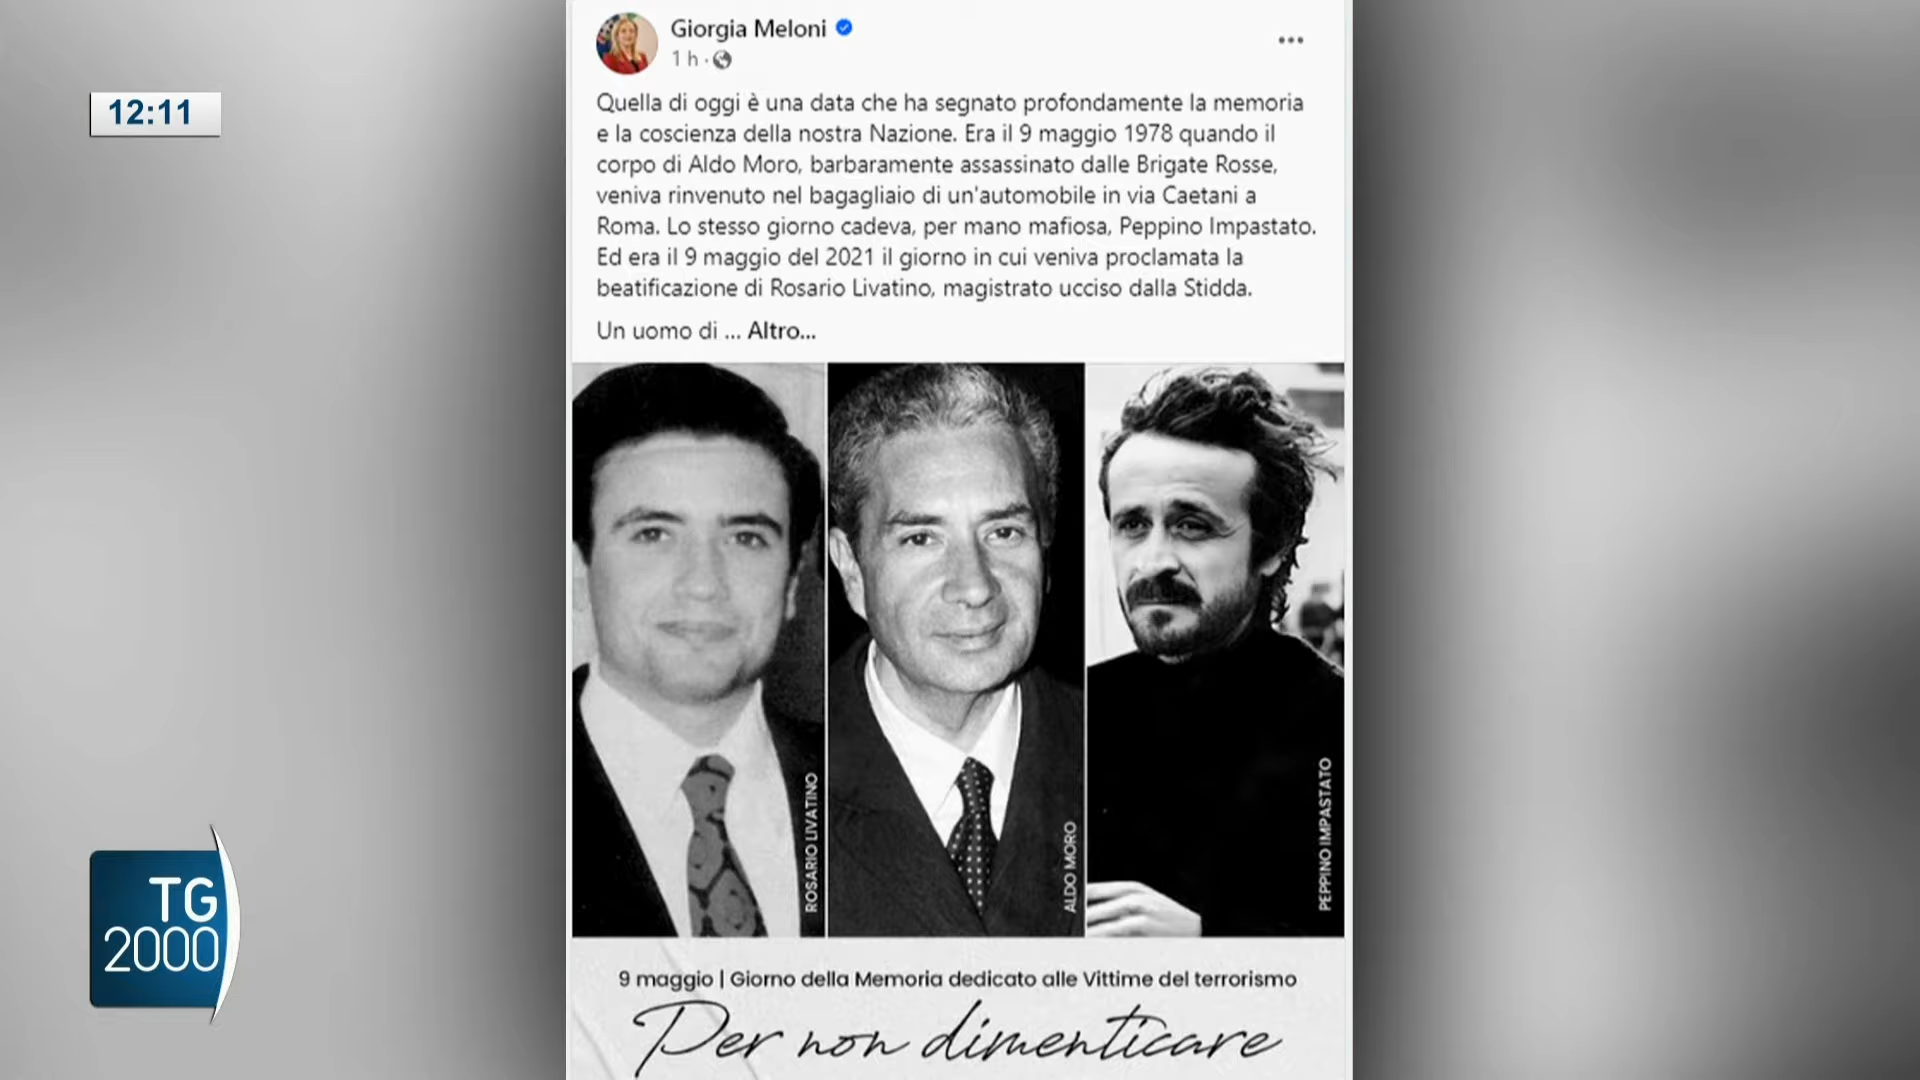 Giorgia Meloni
1 h ·
12:11
Quella di oggi è una data che ha segnato profondamente la memoria
e la coscienza della nostra Nazione. Era il 9 maggio 1978 quando il
corpo di Aldo Moro, barbaramente assassinato dalle Brigate Rosse,
veniva rinvenuto nel bagagliaio di un'automobile in via Caetani a
Roma. Lo stesso giorno cadeva, per mano mafiosa, Peppino Impastato.
Ed era il 9 maggio del 2021 il giorno in cui veniva proclamata la
beatificazione di Rosario Livatino, magistrato ucciso dalla Stidda.
Un uomo di ... Altro...
ROSARIO LIVATINO
ALDO MORO
PEPPINO IMPASTATO
TG
2000
9 maggio | Giorno della Memoria dedicato alle Vittime del terrorismo
Per non dimenticare